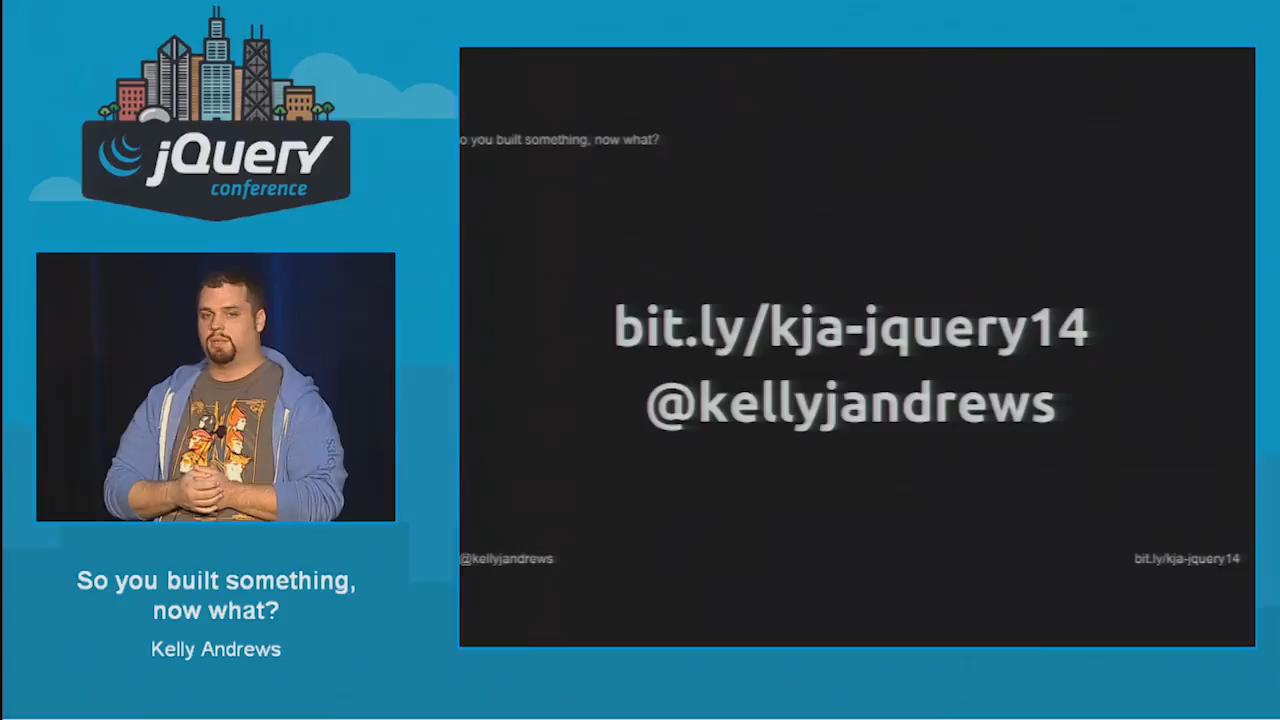 jQuery
conference
So you built something,
now what?
Kelly Andrews
o you built something, now what?
bit.ly/kja-jquery14
@kellyjandrews
@kellyjandrews
bit.ly/kja-jquery14